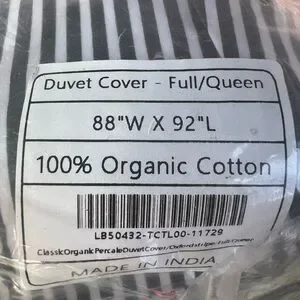 Duvet Cover - Full/Queen
88"W X 92"L
100% Organic Cotton
LB50432-TCTL00-11729
ClassicOrganicPercaleDuvetCover/Oxfordstripe/Full/Queen
MADE IN INDIA